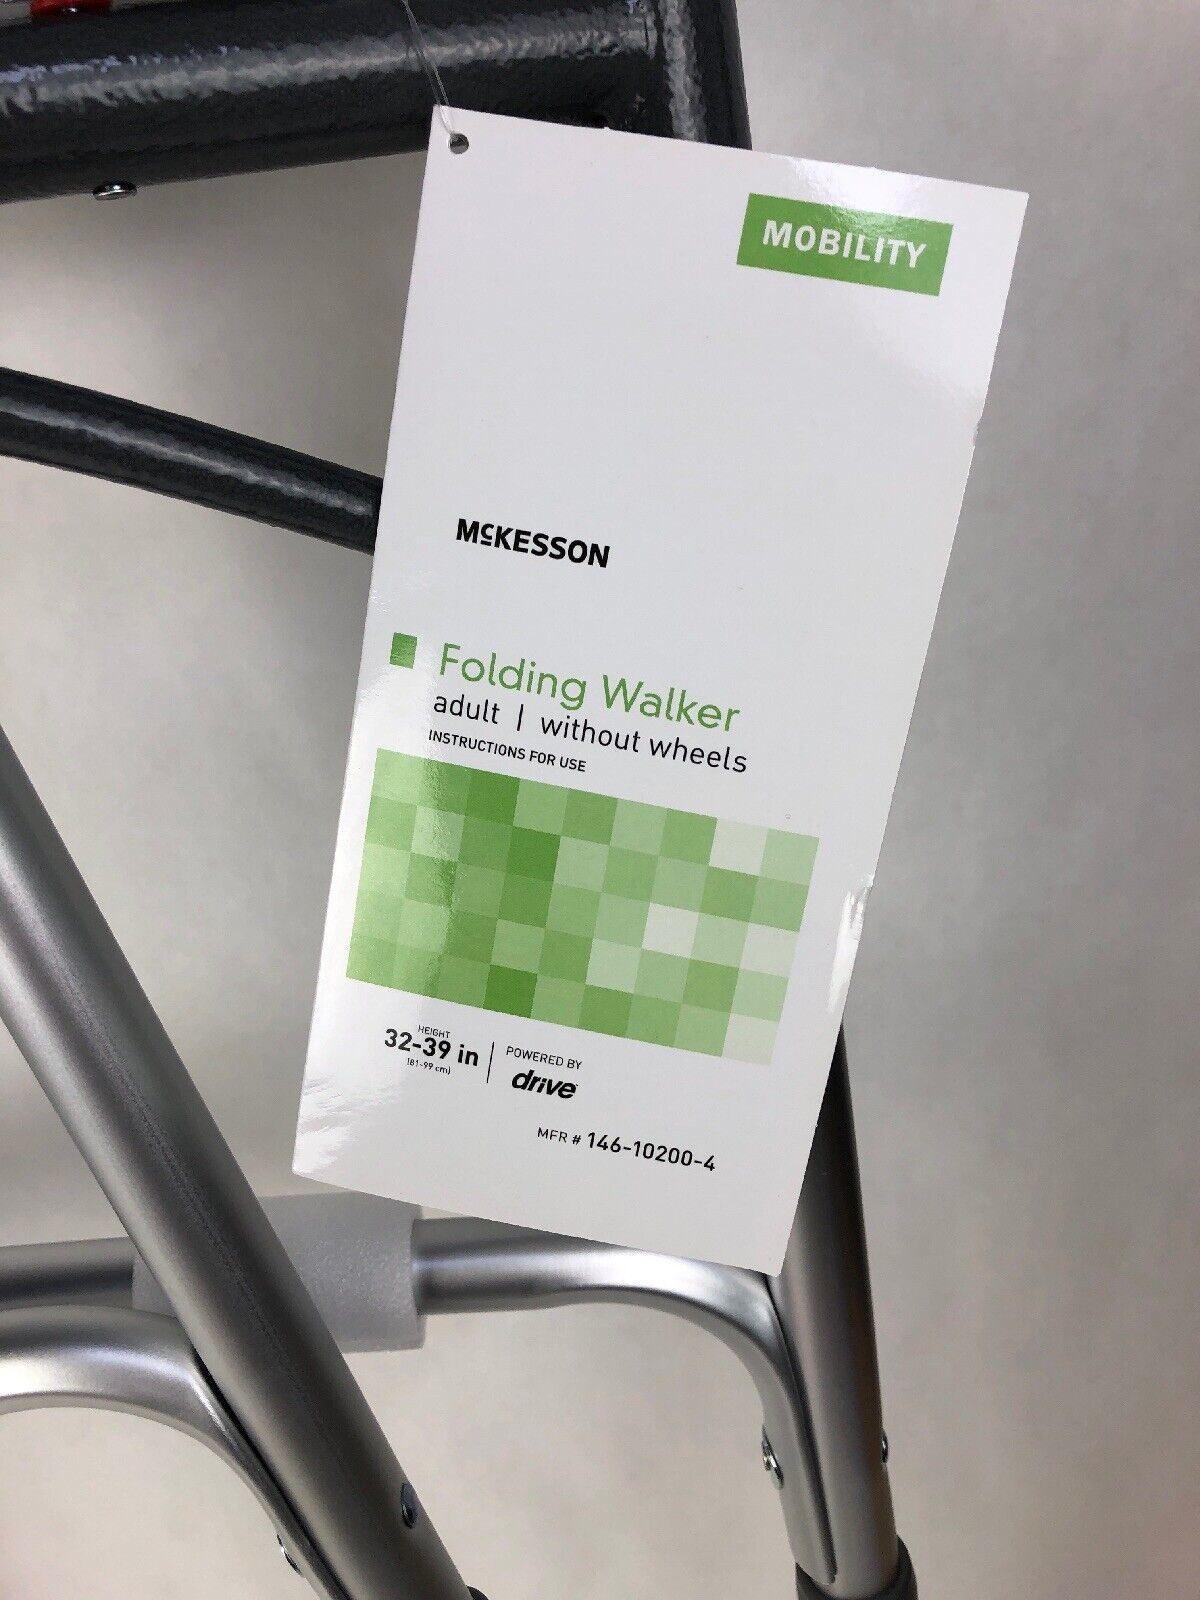 MOBILITY
McKESSON
Folding Walker
adult | without wheels
INSTRUCTIONS FOR USE
HEIGHT
32-39 in
(81-99 cm)
POWERED BY
drive
MFR # 146-10200-4